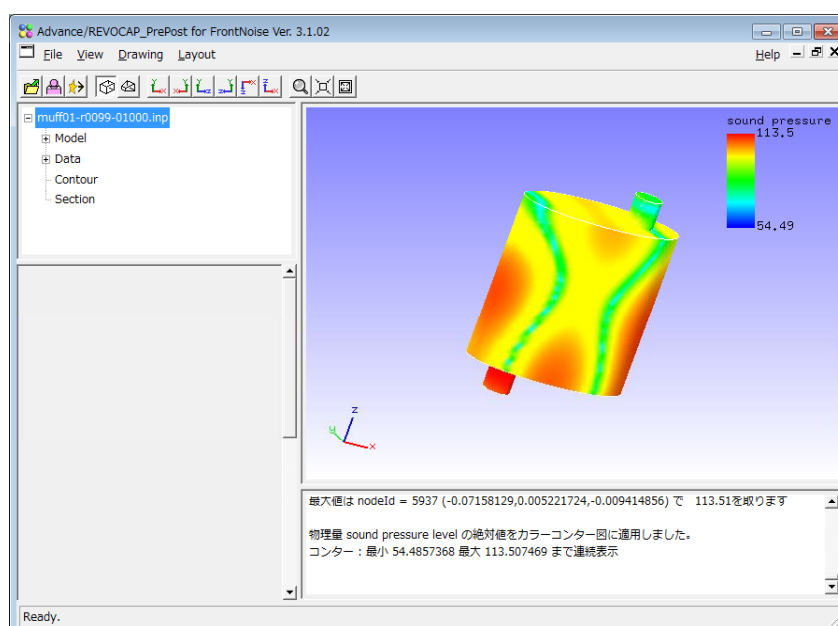 Advance/REVOCAP_PrePost for FrontNoise Ver. 3.1.02
File View Drawing Layout Help
muff01-r0099-01000.inp
Model
Data
Contour
Section
sound pressure
113.5
54.49
z
y
x
最大値は nodeId = 5937 (-0.07158129,0.005221724,-0.009414856) で 113.51を取ります
物理量 sound pressure level の絶対値をカラーコンター図に適用しました。
コンター : 最小 54.4857368 最大 113.507469 まで連続表示
Ready.